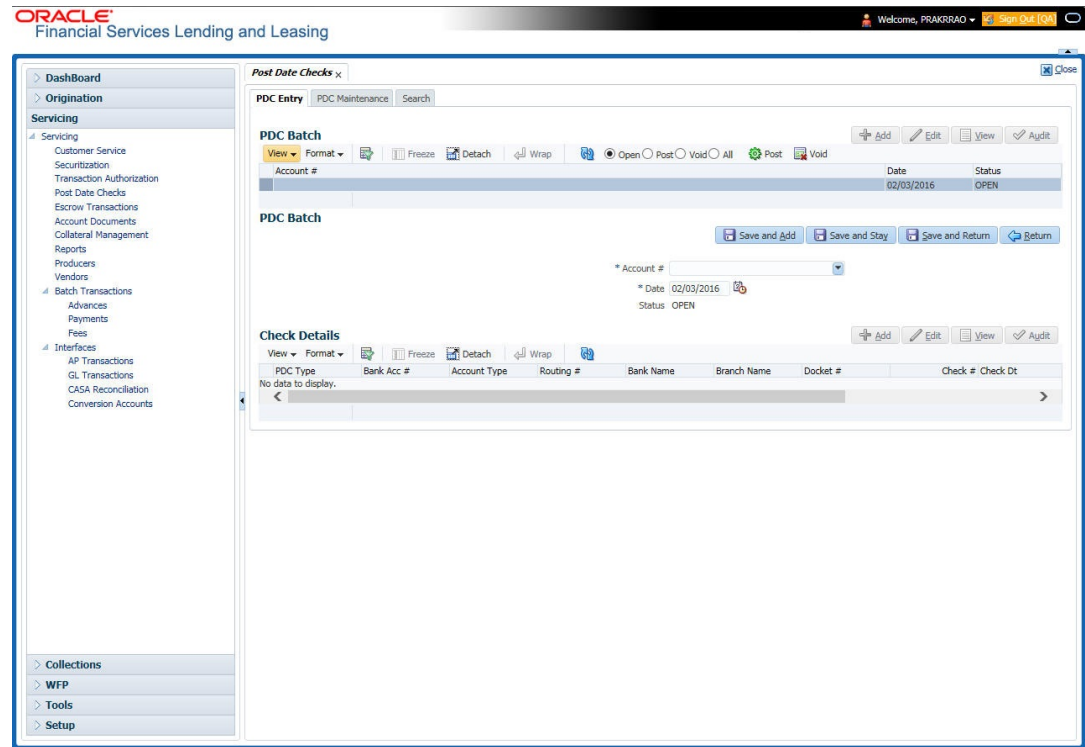 ORACLE
Financial Services Lending and Leasing
Welcome, PRAKRRAO
Sign Out [QA]
Close
DashBoard
Origination
Servicing
Servicing
Customer Service
Securitization
Transaction Authorization
Post Date Checks
Escrow Transactions
Account Documents
Collateral Management
Reports
Producers
Vendors
Batch Transactions
Advances
Payments
Fees
Interfaces
AP Transactions
GL Transactions
CASA Reconciliation
Conversion Accounts
Collections
WFP
Tools
Setup
Post Date Checks x
PDC Entry PDC Maintenance Search
PDC Batch
Add Edit View Audit
View Format Freeze Detach Wrap Open Post Void All Post Void
Account # Date Status
02/03/2016 OPEN
PDC Batch
Save and Add Save and Stay Save and Return Return
* Account #
* Date 02/03/2016
Status OPEN
Check Details
Add Edit View Audit
View Format Freeze Detach Wrap
PDC Type Bank Acc # Account Type Routing # Bank Name Branch Name Docket # Check # Check Dt
No data to display.